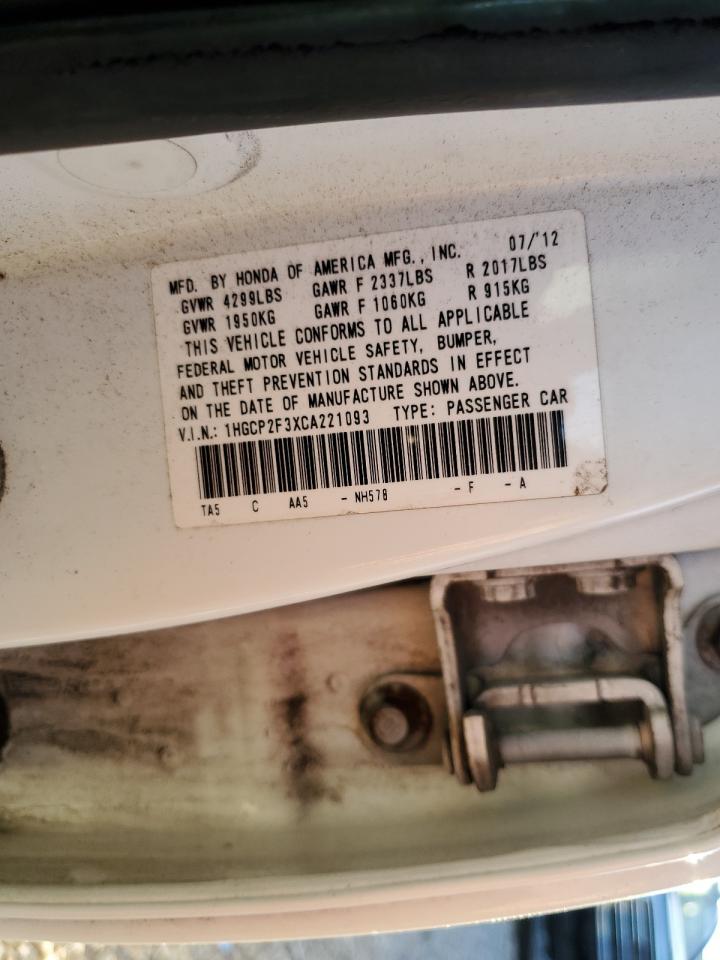 MFD. BY HONDA OF AMERICA MFG., INC. 07/'12
GVWR 4299LBS GAWR F 2337LBS R 2017LBS
GVWR 1950KG GAWR F 1060KG R 915KG
THIS VEHICLE CONFORMS TO ALL APPLICABLE
FEDERAL MOTOR VEHICLE SAFETY, BUMPER,
AND THEFT PREVENTION STANDARDS IN EFFECT
ON THE DATE OF MANUFACTURE SHOWN ABOVE.
V.I.N.: 1HGCP2F3XCA221093 TYPE: PASSENGER CAR
TA5 C AA5 - NH578 - F - A